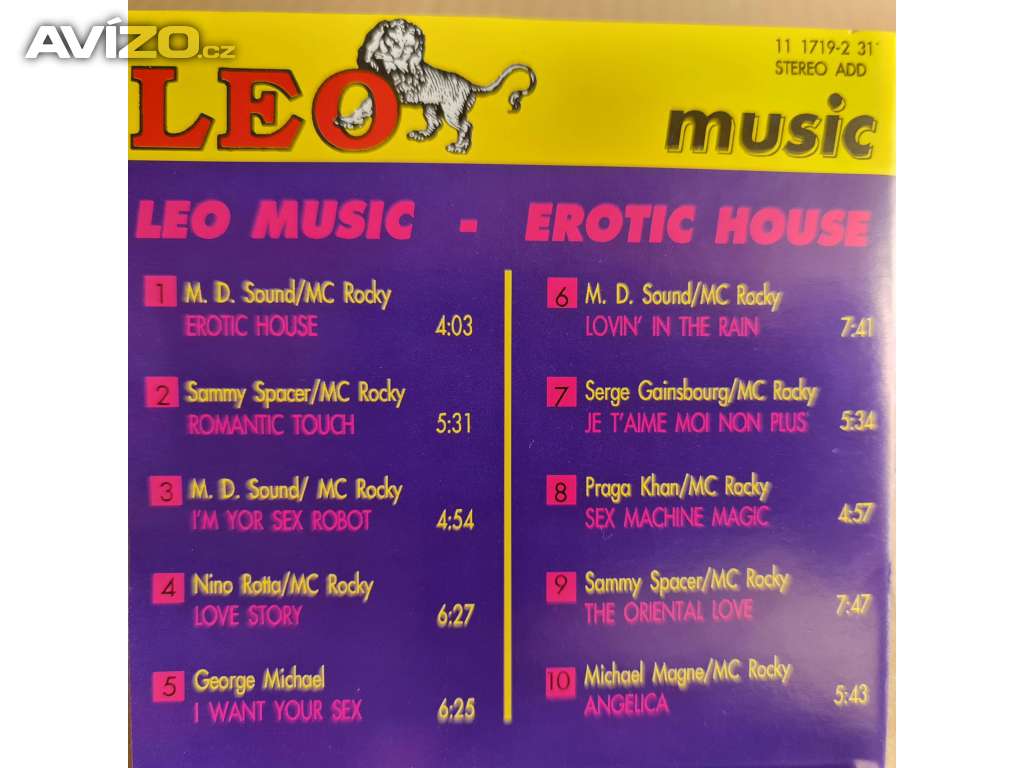 AVÍZO.cz
LEO
11 1719-2 311
STEREO ADD
music
LEO MUSIC - EROTIC HOUSE
1 M. D. Sound/MC Rocky
EROTIC HOUSE 4:03
2 Sammy Spacer/MC Rocky
ROMANTIC TOUCH 5:31
3 M. D. Sound/ MC Rocky
I'M YOR SEX ROBOT 4:54
4 Nino Rotta/MC Rocky
LOVE STORY 6:27
5 George Michael
I WANT YOUR SEX 6:25
6 M. D. Sound/MC Rocky
LOVIN' IN THE RAIN 7:41
7 Serge Gainsbourg/MC Rocky
JE T'AIME MOI NON PLUS 5:34
8 Praga Khan/MC Rocky
SEX MACHINE MAGIC 4:57
9 Sammy Spacer/MC Rocky
THE ORIENTAL LOVE 7:47
10 Michael Magne/MC Rocky
ANGELICA 5:43